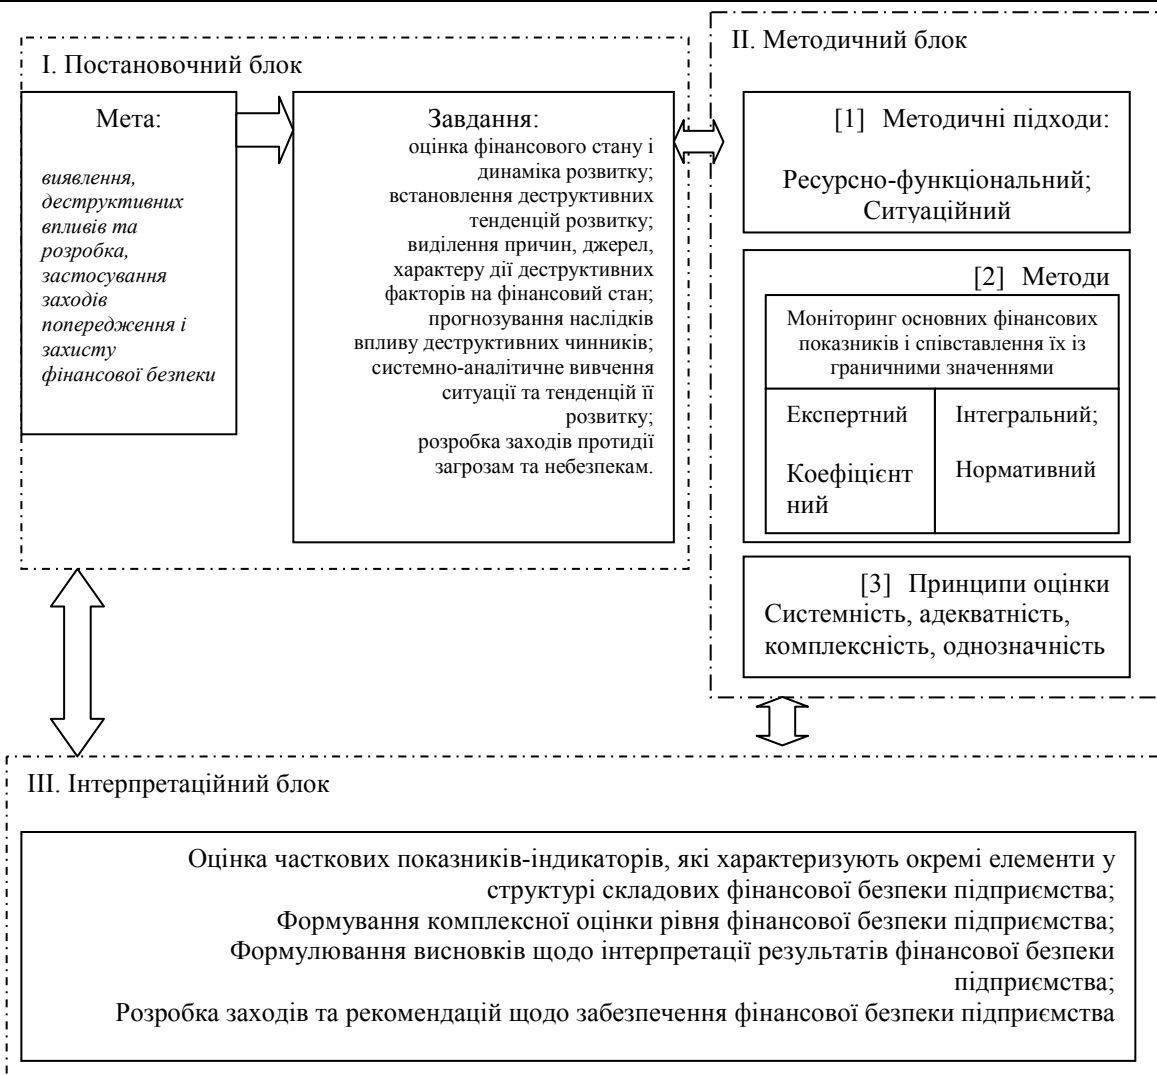 I. Постановочний блок
Мета:
виявлення,
деструктивних
впливів та
розробка,
застосування
заходів
попередження і
захисту
фінансової безпеки
Завдання:
оцінка фінансового стану і
динаміка розвитку;
встановлення деструктивних
тенденцій розвитку;
виділення причин, джерел,
характеру дії деструктивних
факторів на фінансовий стан;
прогнозування наслідків
впливу деструктивних чинників;
системно-аналітичне вивчення
ситуації та тенденцій її
розвитку;
розробка заходів протидії
загрозам та небезпекам.
II. Методичний блок
[1] Методичні підходи:
Ресурсно-функціональний;
Ситуаційний
[2] Методи
Моніторинг основних фінансових
показників і співставлення їх із
граничними значеннями
Експертний
Коефіцієнт
ний
Інтегральний;
Нормативний
[3] Принципи оцінки
Системність, адекватність,
комплексність, однозначність
III. Інтерпретаційний блок
Оцінка часткових показників-індикаторів, які характеризують окремі елементи у
структурі складових фінансової безпеки підприємства;
Формування комплексної оцінки рівня фінансової безпеки підприємства;
Формулювання висновків щодо інтерпретації результатів фінансової безпеки
підприємства;
Розробка заходів та рекомендацій щодо забезпечення фінансової безпеки підприємства